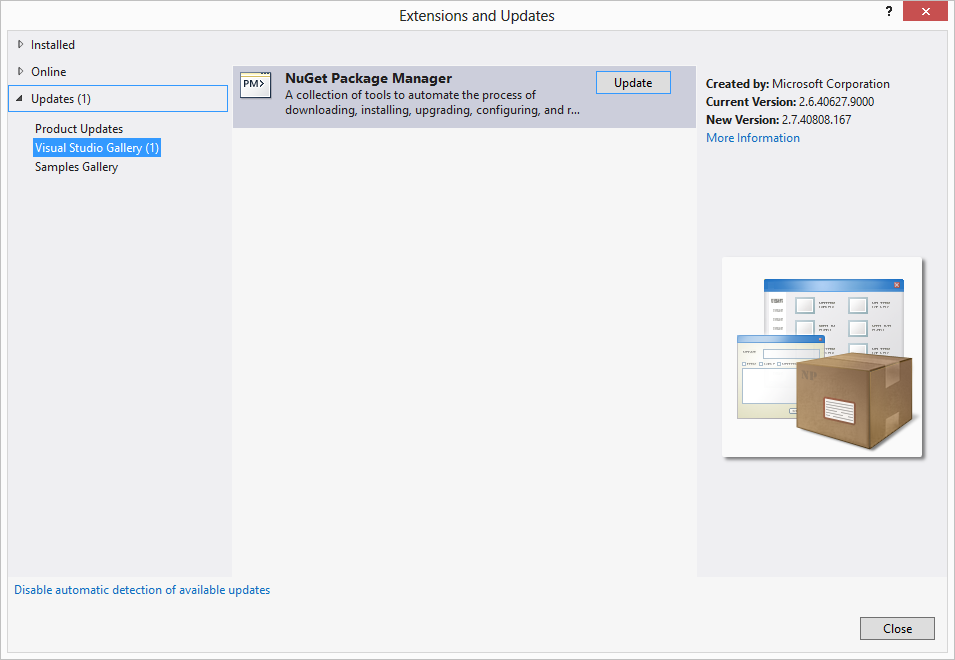 Extensions and Updates
?
Installed
Online
Updates (1)
Product Updates
Visual Studio Gallery (1)
Samples Gallery
PM>
NuGet Package Manager
A collection of tools to automate the process of
downloading, installing, upgrading, configuring, and r...
Update
Created by: Microsoft Corporation
Current Version: 2.6.40627.9000
New Version: 2.7.40808.167
More Information
NP
Disable automatic detection of available updates
Close